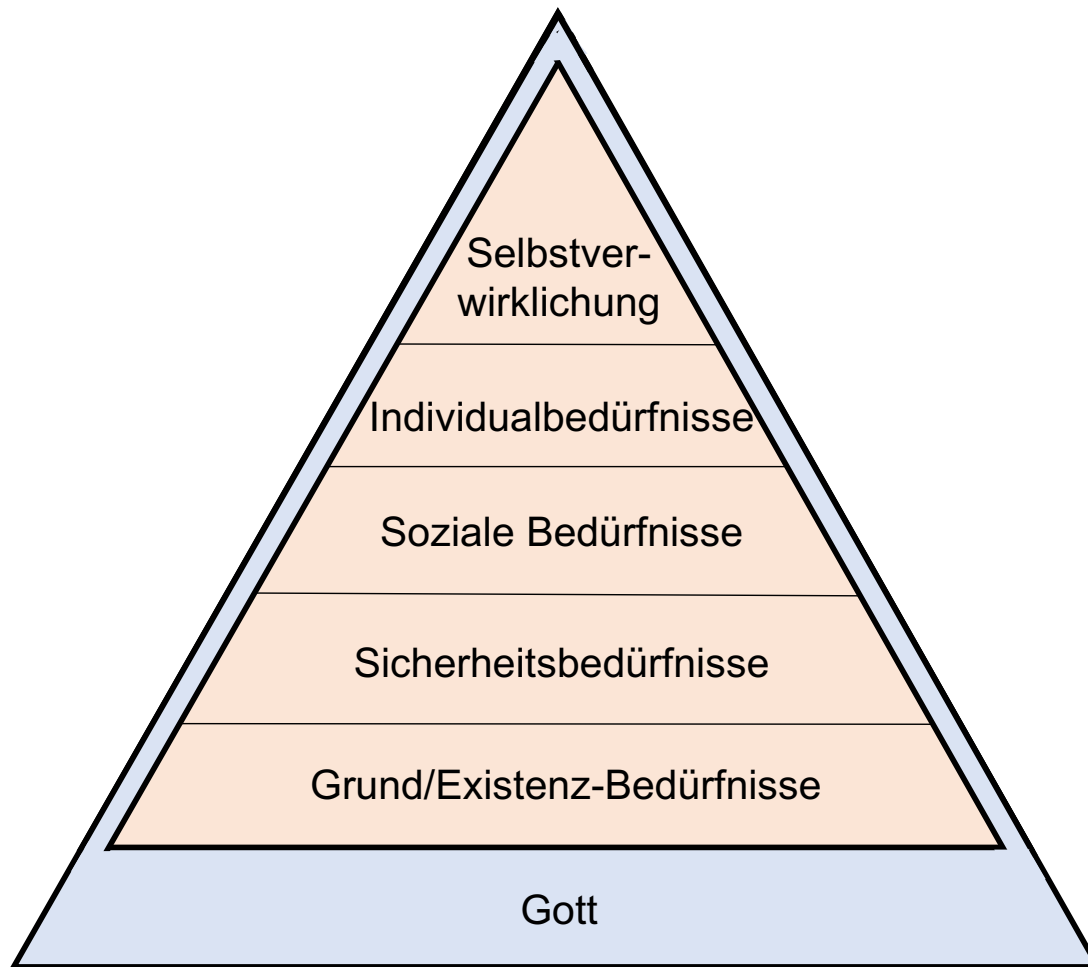 Selbstver-
wirklichung
Individualbedürfnisse
Soziale Bedürfnisse
Sicherheitsbedürfnisse
Grund/Existenz-Bedürfnisse
Gott